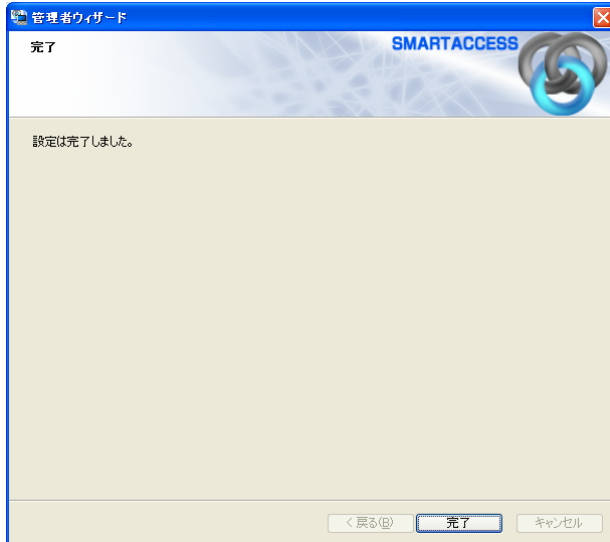 管理者ウィザード
完了
SMARTACCESS
設定は完了しました。
< 戻る(B)
完了
キャンセル